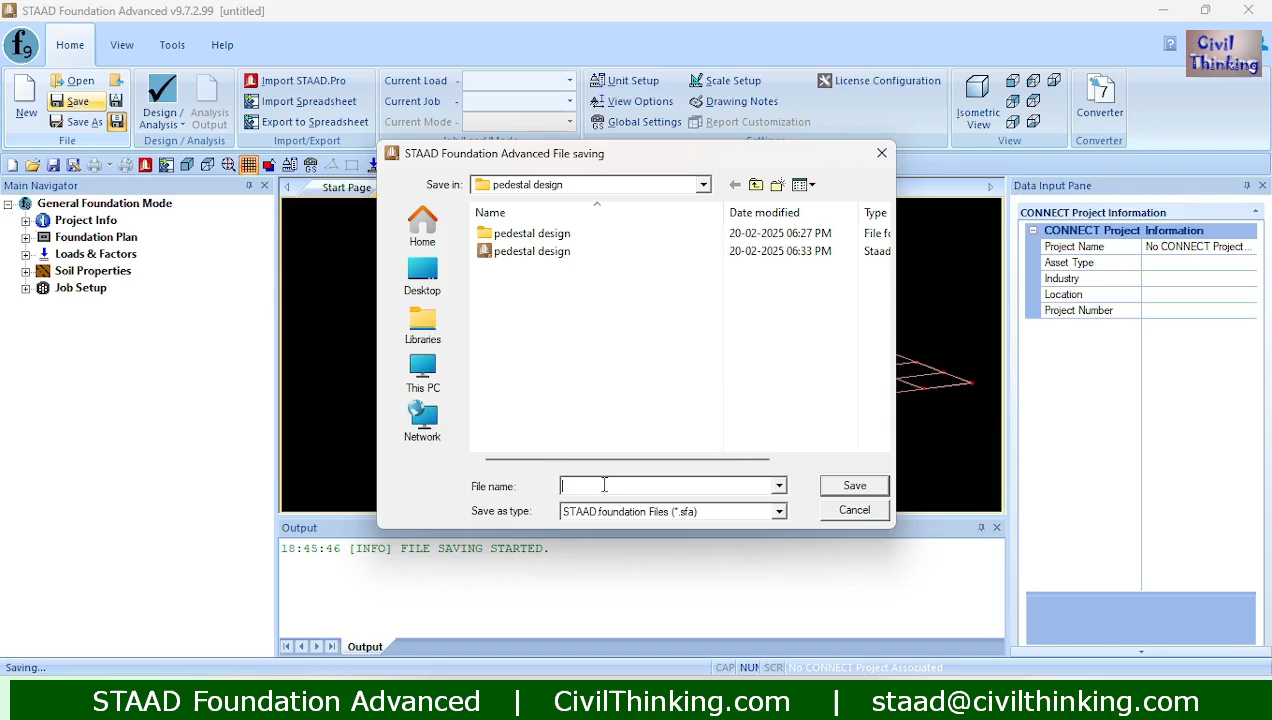 STAAD Foundation Advanced v9.7.2.99 [untitled]
Home View Tools Help
Civil Thinking
New
Open
Save
Save As
File
Design / Analysis
Analysis Output
Design / Analysis
Import STAAD.Pro
Import Spreadsheet
Export to Spreadsheet
Import/Export
Current Load
Current Job
Current Mode
Unit Setup
View Options
Global Settings
Scale Setup
Drawing Notes
Report Customization
License Configuration
Isometric View
View
Converter
Converter
Main Navigator
General Foundation Mode
Project Info
Foundation Plan
Loads & Factors
Soil Properties
Job Setup
Start Page
STAAD Foundation Advanced File saving
Save in: pedestal design
Home
Desktop
Libraries
This PC
Network
Name Date modified Type
pedestal design 20-02-2025 06:27 PM File fo
pedestal design 20-02-2025 06:33 PM Staad
File name:
Save
Save as type: STAAD.foundation Files (*.sfa)
Cancel
Data Input Pane
CONNECT Project Information
CONNECT Project Information
Project Name No CONNECT Project...
Asset Type
Industry
Location
Project Number
Output
18:45:46 [INFO] FILE SAVING STARTED.
Output
Saving...
CAP NUM SCR No CONNECT Project Associated
STAAD Foundation Advanced | CivilThinking.com | staad@civilthinking.com